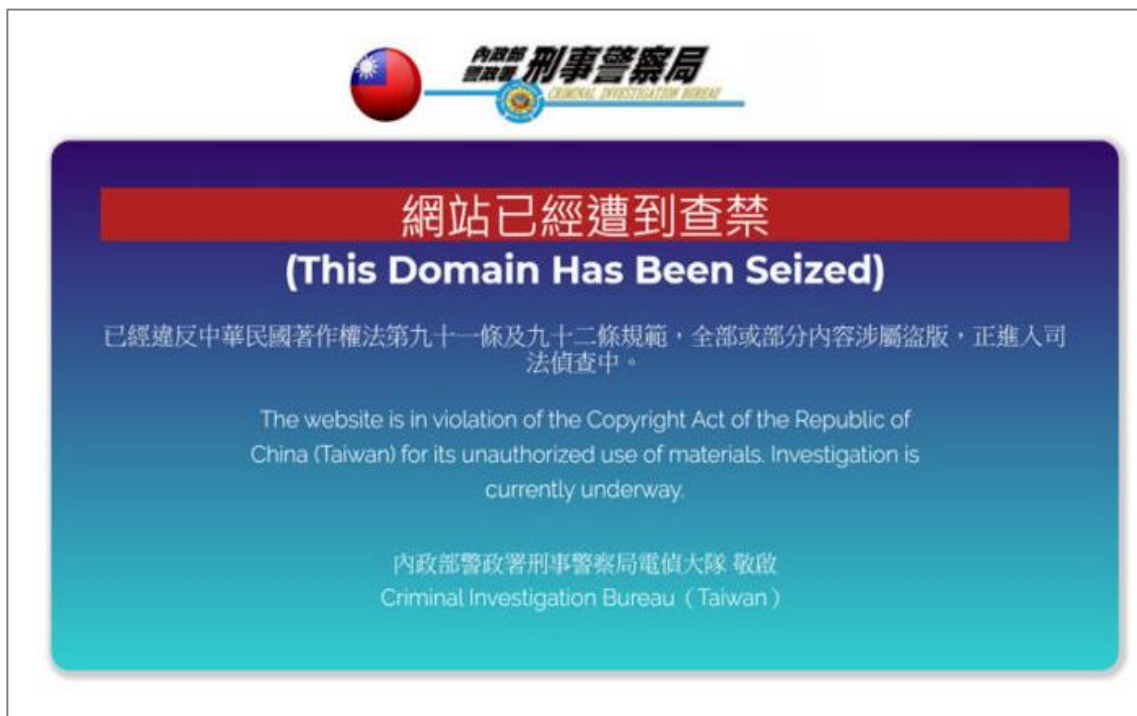 內政部
警政署 刑事警察局
CRIMINAL INVESTIGATION BUREAU
網站已經遭到查禁
(This Domain Has Been Seized)
已經違反中華民國著作權法第九十一條及九十二條規範，全部或部分內容涉屬盜版，正進入司
法偵查中。
The website is in violation of the Copyright Act of the Republic of
China (Taiwan) for its unauthorized use of materials. Investigation is
currently underway.
內政部警政署刑事警察局電偵大隊 敬啟
Criminal Investigation Bureau（Taiwan）